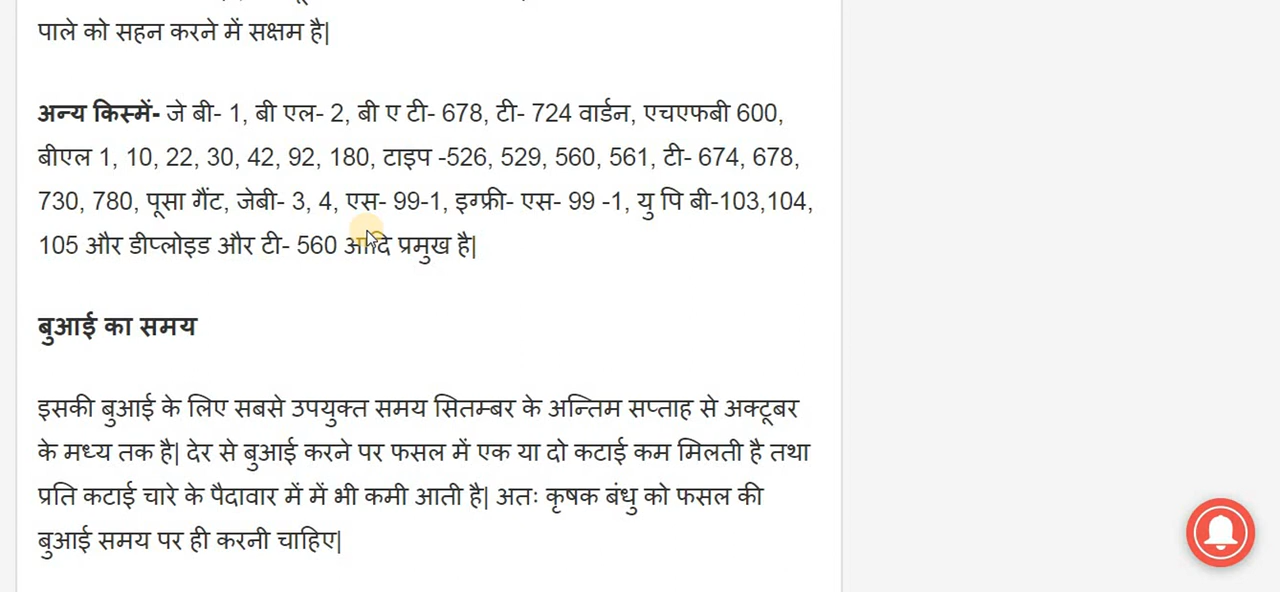 पाले को सहन करने में सक्षम है|
अन्य किस्में- जे बी- 1, बी एल- 2, बी ए टी- 678, टी- 724 वार्डन, एचएफबी 600,
बीएल 1, 10, 22, 30, 42, 92, 180, टाइप -526, 529, 560, 561, टी- 674, 678,
730, 780, पूसा गैंट, जेबी- 3, 4, एस- 99-1, इग्फ्री- एस- 99 -1, यु पि बी-103,104,
105 और डीप्लोइड और टी- 560 आदि प्रमुख है|
बुआई का समय
इसकी बुआई के लिए सबसे उपयुक्त समय सितम्बर के अन्तिम सप्ताह से अक्टूबर
के मध्य तक है| देर से बुआई करने पर फसल में एक या दो कटाई कम मिलती है तथा
प्रति कटाई चारे के पैदावार में में भी कमी आती है| अतः कृषक बंधु को फसल की
बुआई समय पर ही करनी चाहिए|